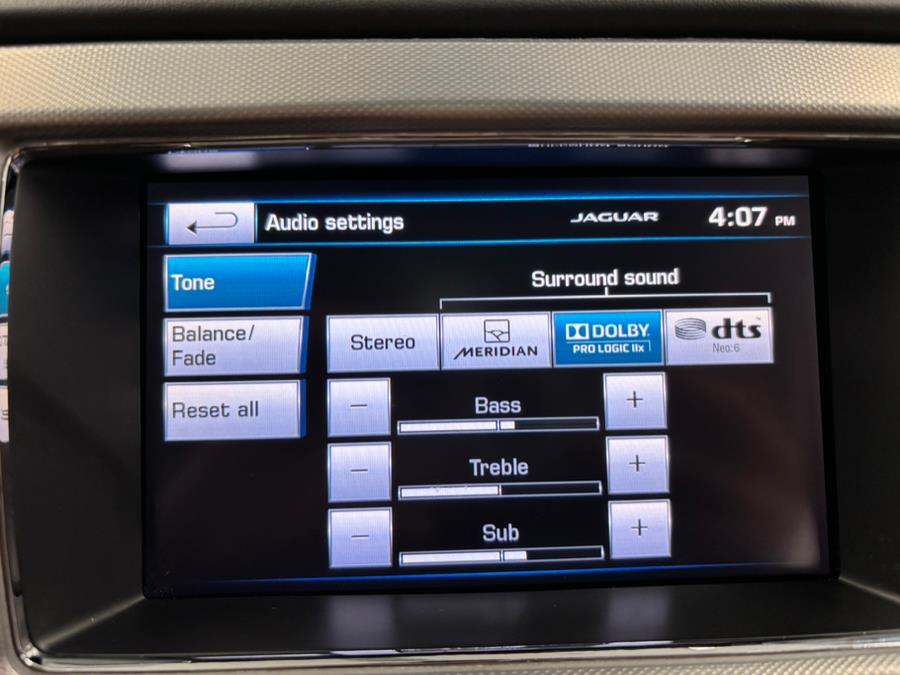 Audio settings
JAGUAR
4:07 PM
Tone
Surround sound
Balance/
Fade
Stereo
MERIDIAN
DOLBY
PRO LOGIC IIx
dts™
Neo:6
Reset all
− Bass +
− Treble +
− Sub +